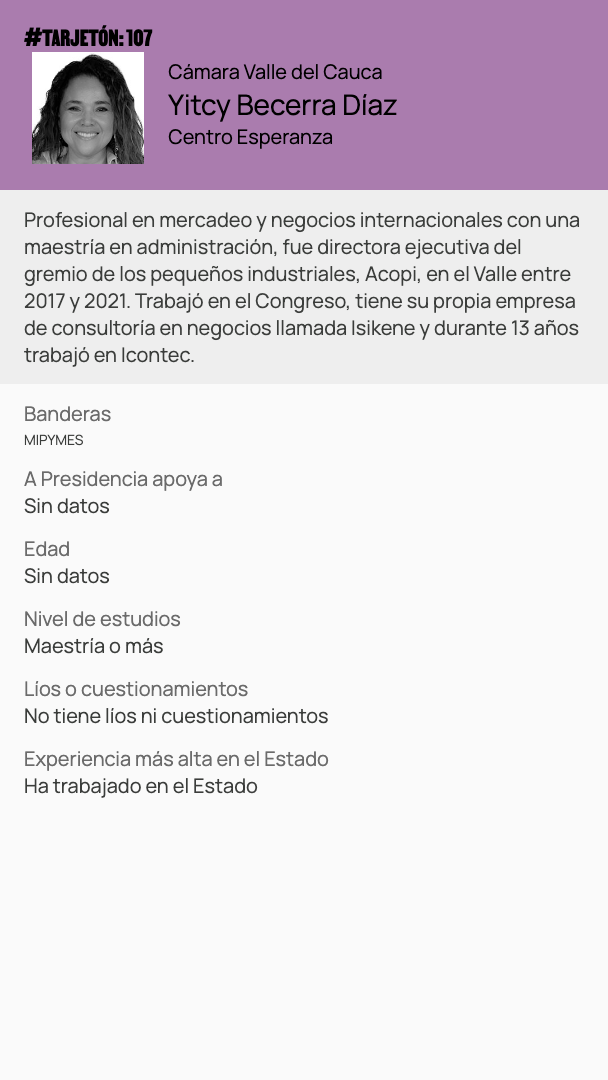 #TARJETÓN: 107
Cámara Valle del Cauca
Yitcy Becerra Díaz
Centro Esperanza
Profesional en mercadeo y negocios internacionales con una
maestría en administración, fue directora ejecutiva del
gremio de los pequeños industriales, Acopi, en el Valle entre
2017 y 2021. Trabajó en el Congreso, tiene su propia empresa
de consultoría en negocios llamada Isikene y durante 13 años
trabajó en Icontec.
Banderas
MIPYMES
A Presidencia apoya a
Sin datos
Edad
Sin datos
Nivel de estudios
Maestría o más
Líos o cuestionamientos
No tiene líos ni cuestionamientos
Experiencia más alta en el Estado
Ha trabajado en el Estado